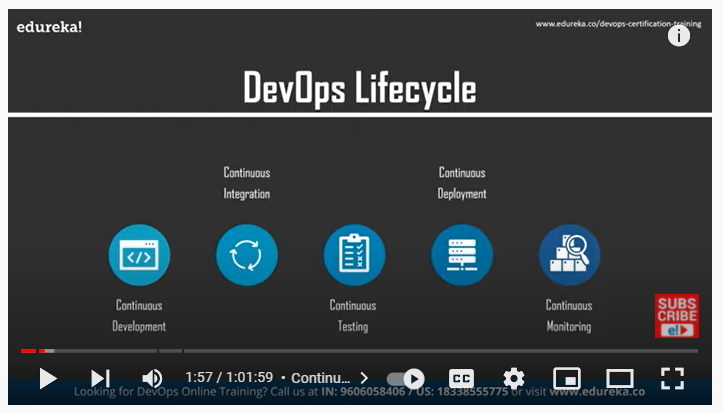 edureka!
www.edureka.co/devops-certification-training
i
DevOps Lifecycle
Continuous
Integration
Continuous
Deployment
</>
Continuous
Development
Continuous
Testing
Continuous
Monitoring
SUBS
CRIBE
e!
1:57 / 1:01:59 • Continu... >
CC
Looking for DevOps Online Training? Call us at IN: 9606058406 / US: 18338555775 or visit www.edureka.co